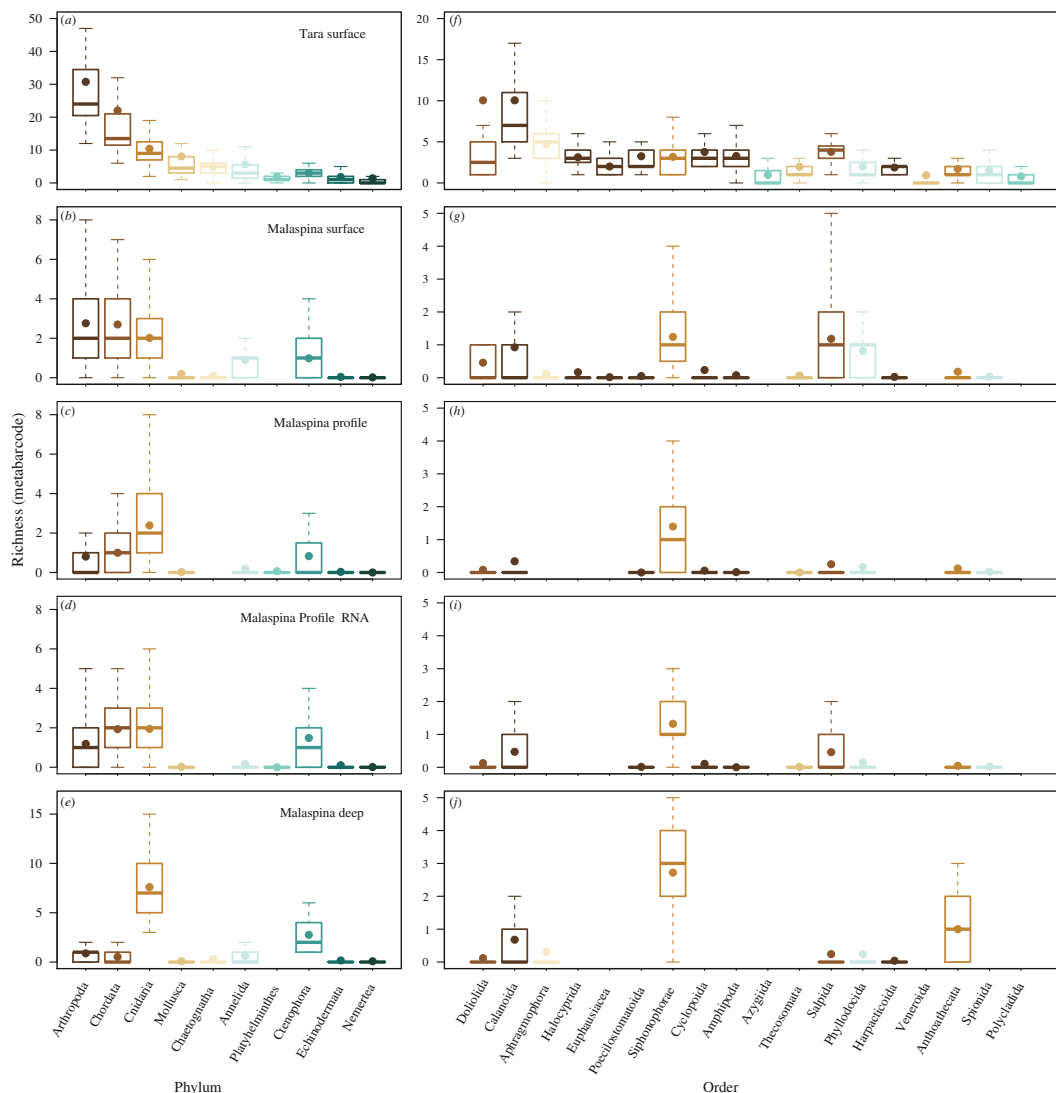 (a)
Tara surface
50
40
30
20
10
0
(f)
20
15
10
5
0
(b)
Malaspina surface
8
6
4
2
0
(g)
5
4
3
2
1
0
(c)
Malaspina profile
8
6
4
2
0
(h)
5
4
3
2
1
0
(d)
Malaspina Profile RNA
8
6
4
2
0
(i)
5
4
3
2
1
0
(e)
Malaspina deep
15
10
5
0
(j)
5
4
3
2
1
0
Richness (metabarcode)
Arthropoda
Chordata
Cnidaria
Mollusca
Chaetognatha
Annelida
Platyhelminthes
Ctenophora
Echinodermata
Nemertea
Phylum
Doliolida
Calanoida
Aphragmophora
Halocyprida
Euphausiacea
Poecilostomatoida
Siphonophorae
Cyclopoida
Amphipoda
Azygiida
Thecosomata
Salpida
Phyllodocida
Harpacticoida
Veneroida
Anthoathecata
Spionida
Polycladida
Order